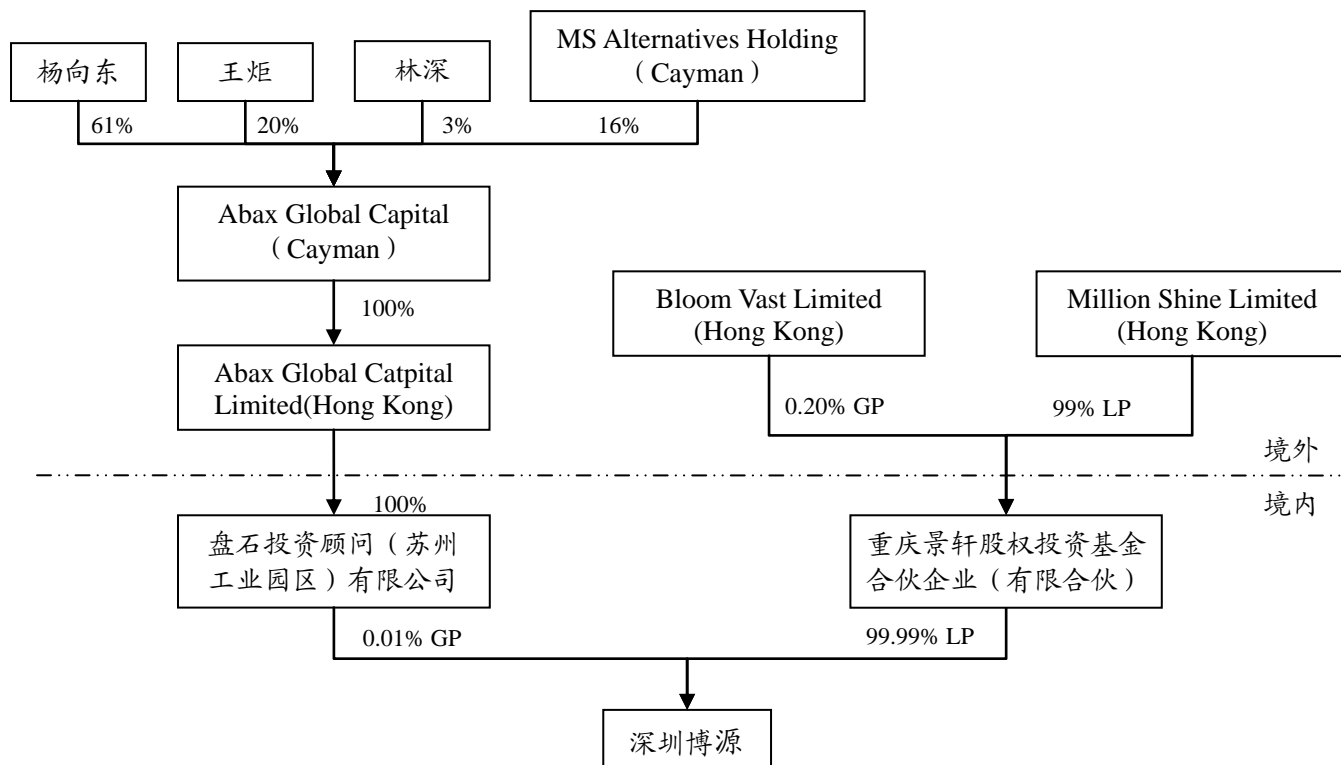 MS Alternatives Holding
（Cayman）
杨向东
王炬
林深
61%
20%
3%
16%
Abax Global Capital
（Cayman）
100%
Bloom Vast Limited
(Hong Kong)
Million Shine Limited
(Hong Kong)
Abax Global Catpital
Limited(Hong Kong)
0.20% GP
99% LP
境外
境内
100%
盘石投资顾问（苏州
工业园区）有限公司
重庆景轩股权投资基金
合伙企业（有限合伙）
0.01% GP
99.99% LP
深圳博源